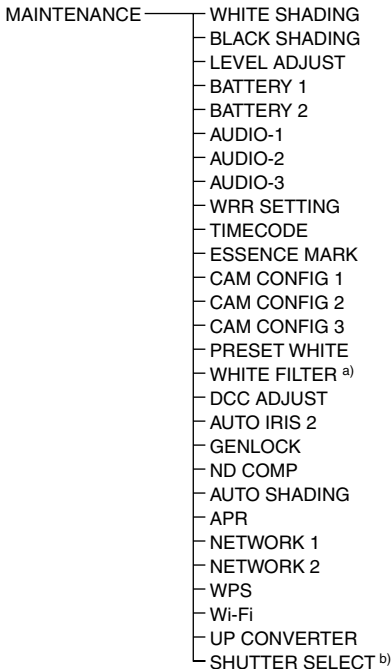 MAINTENANCE WHITE SHADING
BLACK SHADING
LEVEL ADJUST
BATTERY 1
BATTERY 2
AUDIO-1
AUDIO-2
AUDIO-3
WRR SETTING
TIMECODE
ESSENCE MARK
CAM CONFIG 1
CAM CONFIG 2
CAM CONFIG 3
PRESET WHITE
WHITE FILTER a)
DCC ADJUST
AUTO IRIS 2
GENLOCK
ND COMP
AUTO SHADING
APR
NETWORK 1
NETWORK 2
WPS
Wi-Fi
UP CONVERTER
SHUTTER SELECT b)